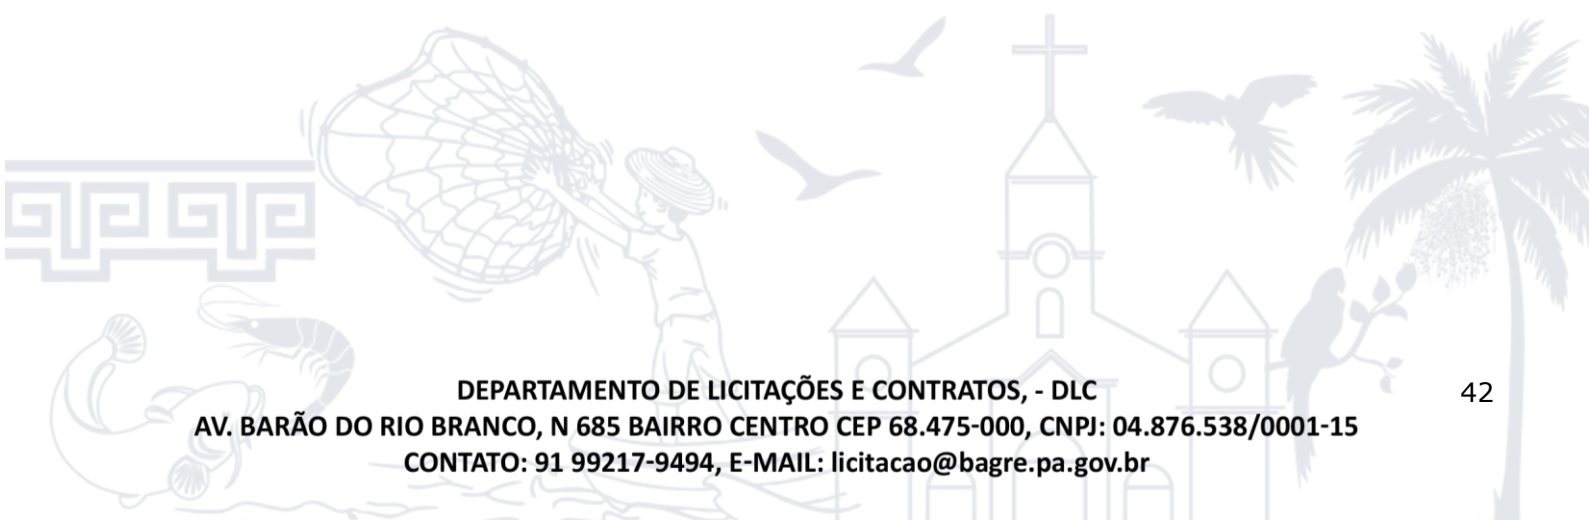 DEPARTAMENTO DE LICITAÇÕES E CONTRATOS, - DLC
42
AV. BARÃO DO RIO BRANCO, N 685 BAIRRO CENTRO CEP 68.475-000, CNPJ: 04.876.538/0001-15
CONTATO: 91 99217-9494, E-MAIL: licitacao@bagre.pa.gov.br